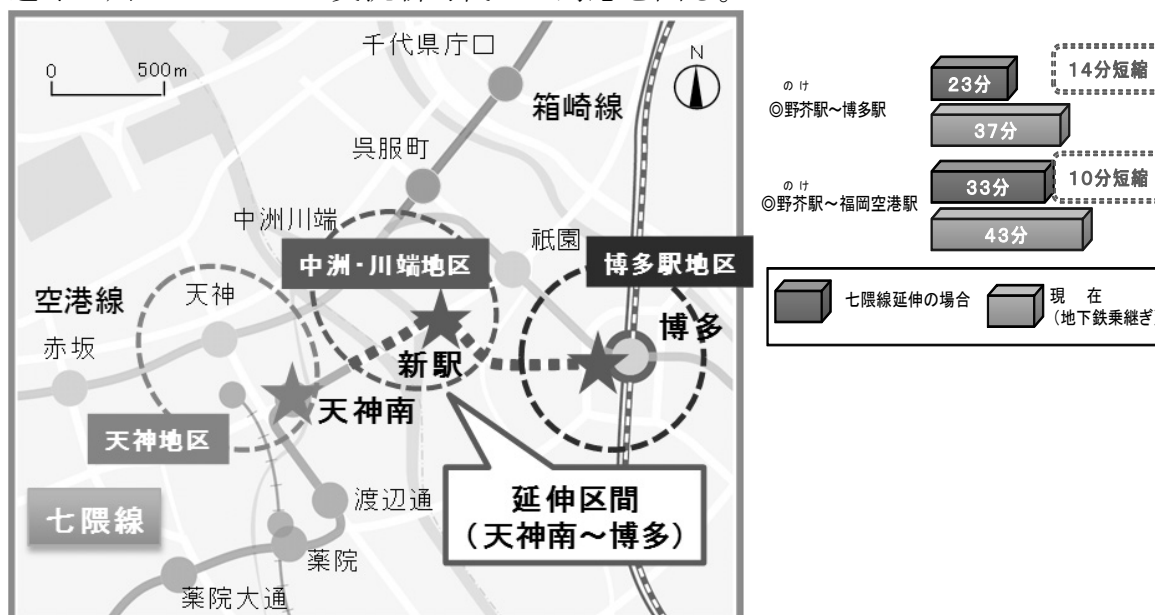 千代県庁口
0 500m
N
箱崎線
呉服町
中洲川端
祇園
中洲・川端地区
博多駅地区
空港線
天神
赤坂
新駅
博多
天神南
天神地区
渡辺通
延伸区間
(天神南～博多)
七隈線
薬院
薬院大通
23分
14分短縮
のけ
◎野芥駅～博多駅
37分
のけ
◎野芥駅～福岡空港駅
33分
10分短縮
43分
七隈線延伸の場合
現 在
(地下鉄乗継ぎ)